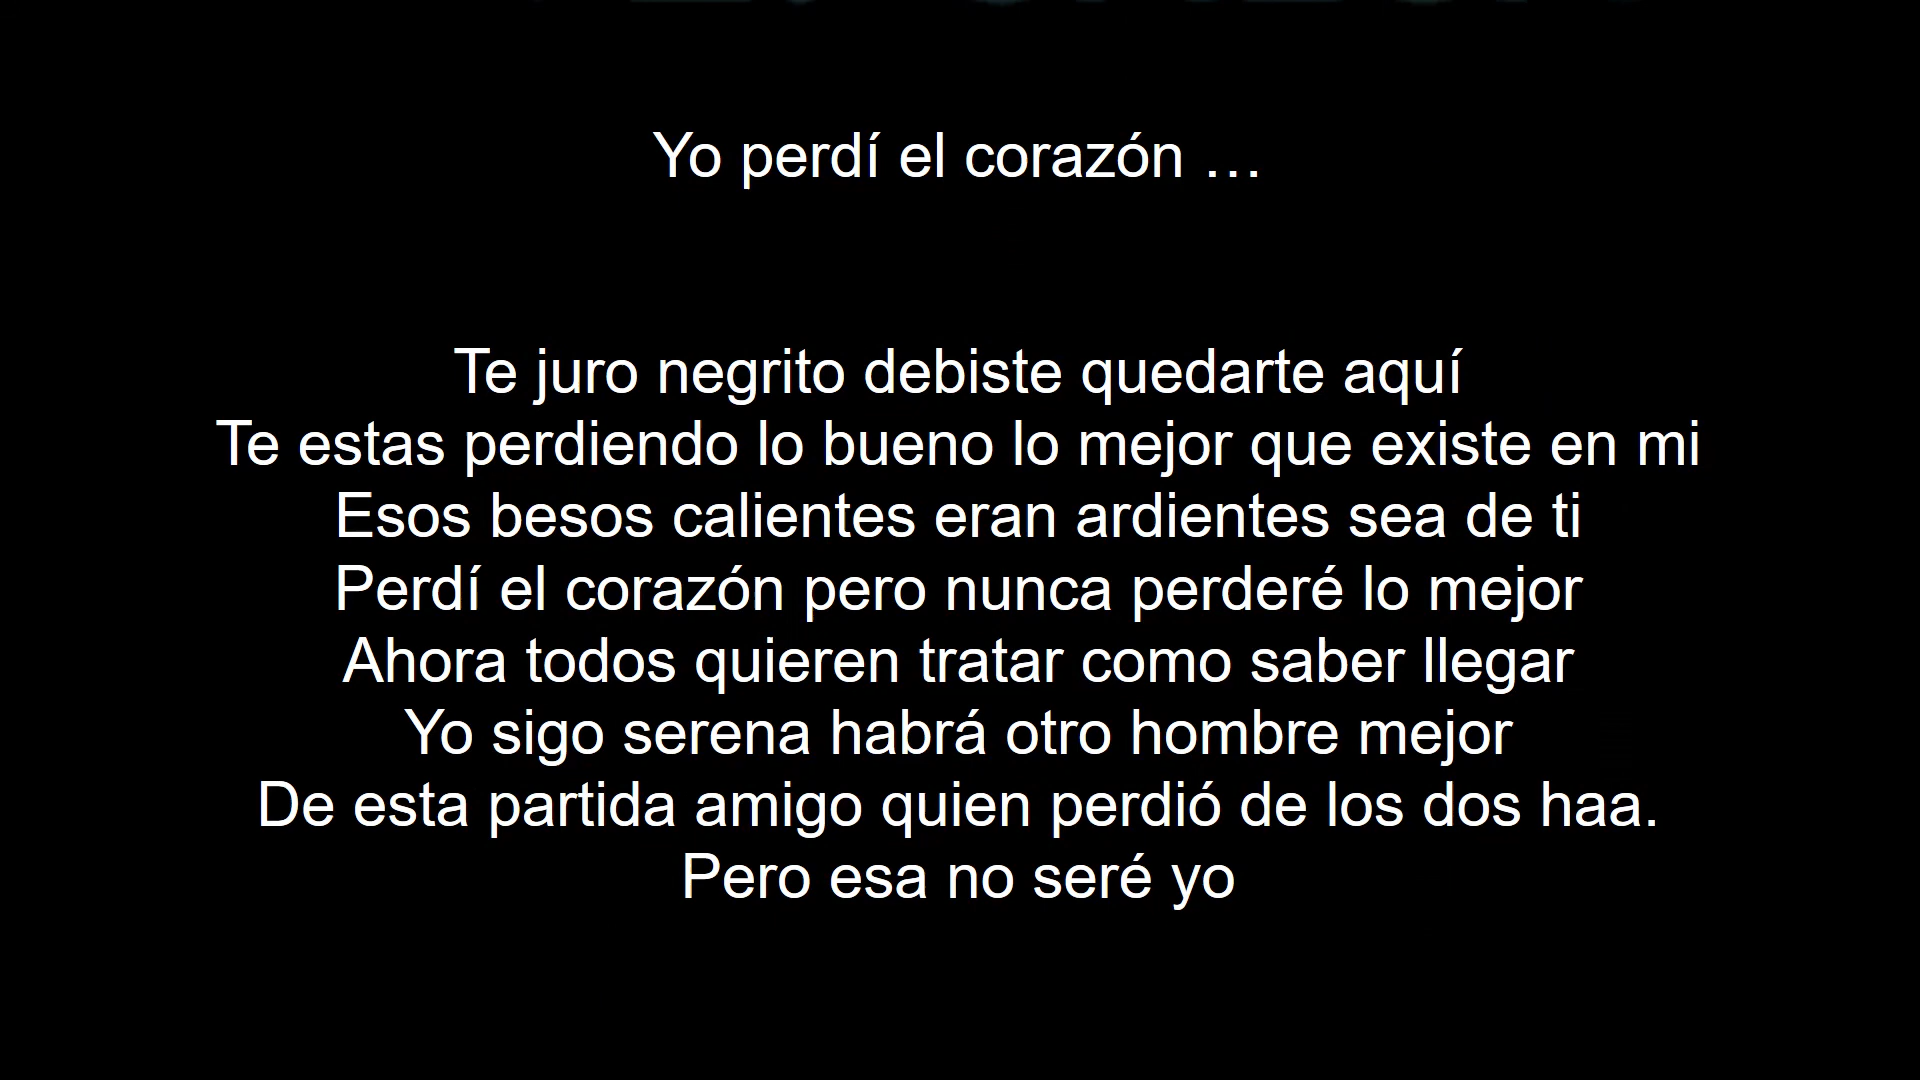 Yo perdí el corazón …
Te juro negrito debiste quedarte aquí
Te estas perdiendo lo bueno lo mejor que existe en mi
Esos besos calientes eran ardientes sea de ti
Perdí el corazón pero nunca perderé lo mejor
Ahora todos quieren tratar como saber llegar
Yo sigo serena habrá otro hombre mejor
De esta partida amigo quien perdió de los dos haa.
Pero esa no seré yo